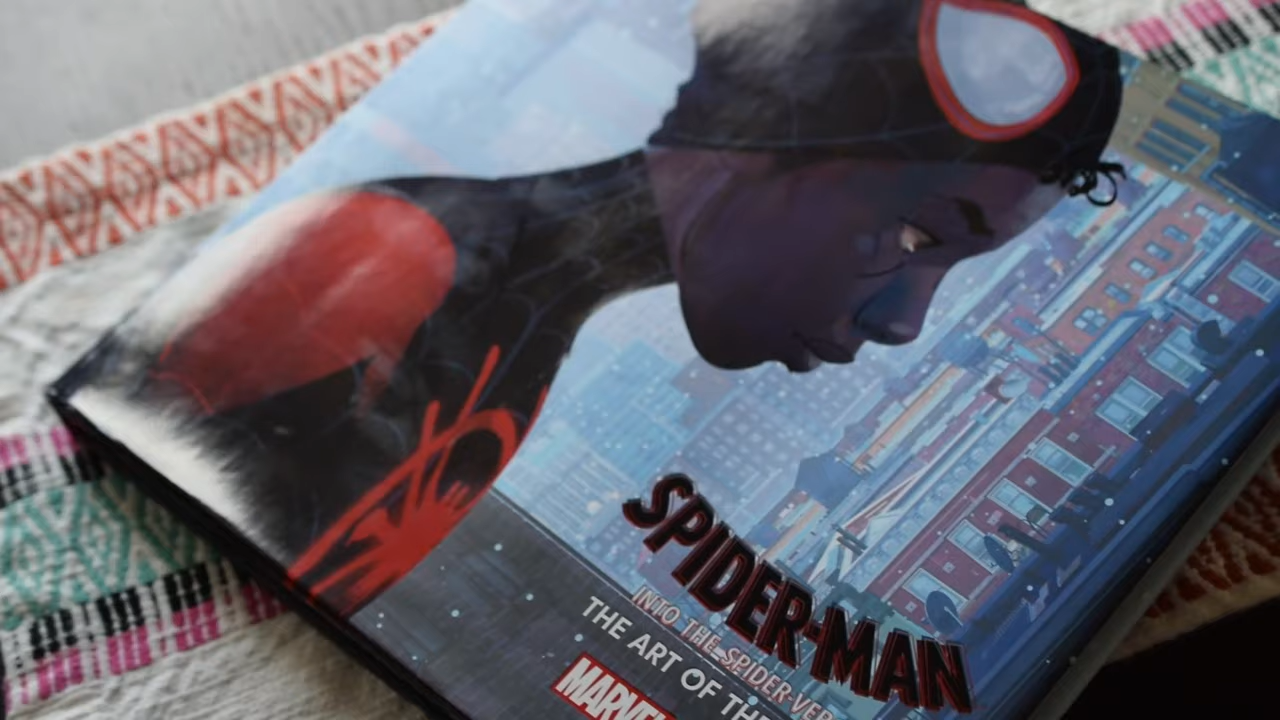 SPIDER-MAN
INTO THE SPIDER-VER
THE ART OF THE
MARVEL